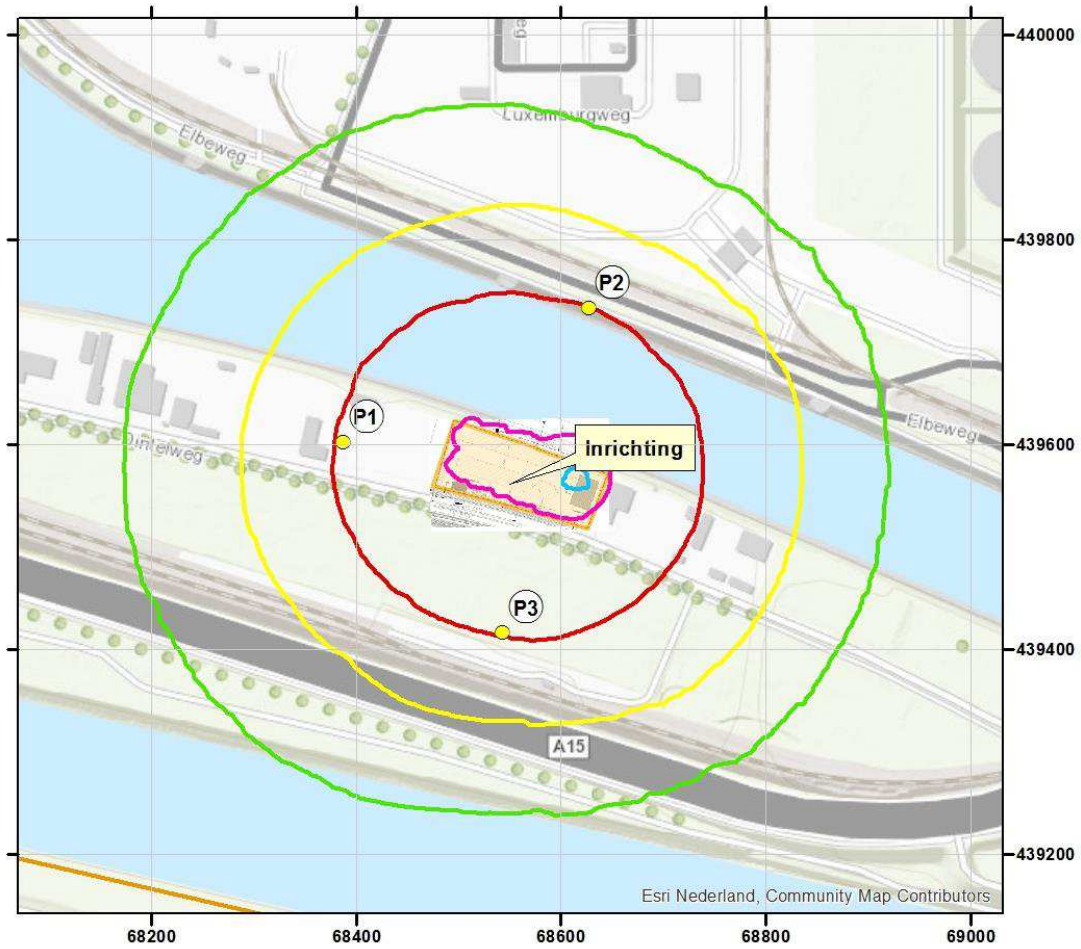 440000
eg
Luxemburgweg
Elbeweg
439800
P2
P1
439600
Elbeweg
Dintelweg
Inrichting
P3
439400
A15
439200
Esri Nederland, Community Map Contributors
68200
68400
68600
68800
69000